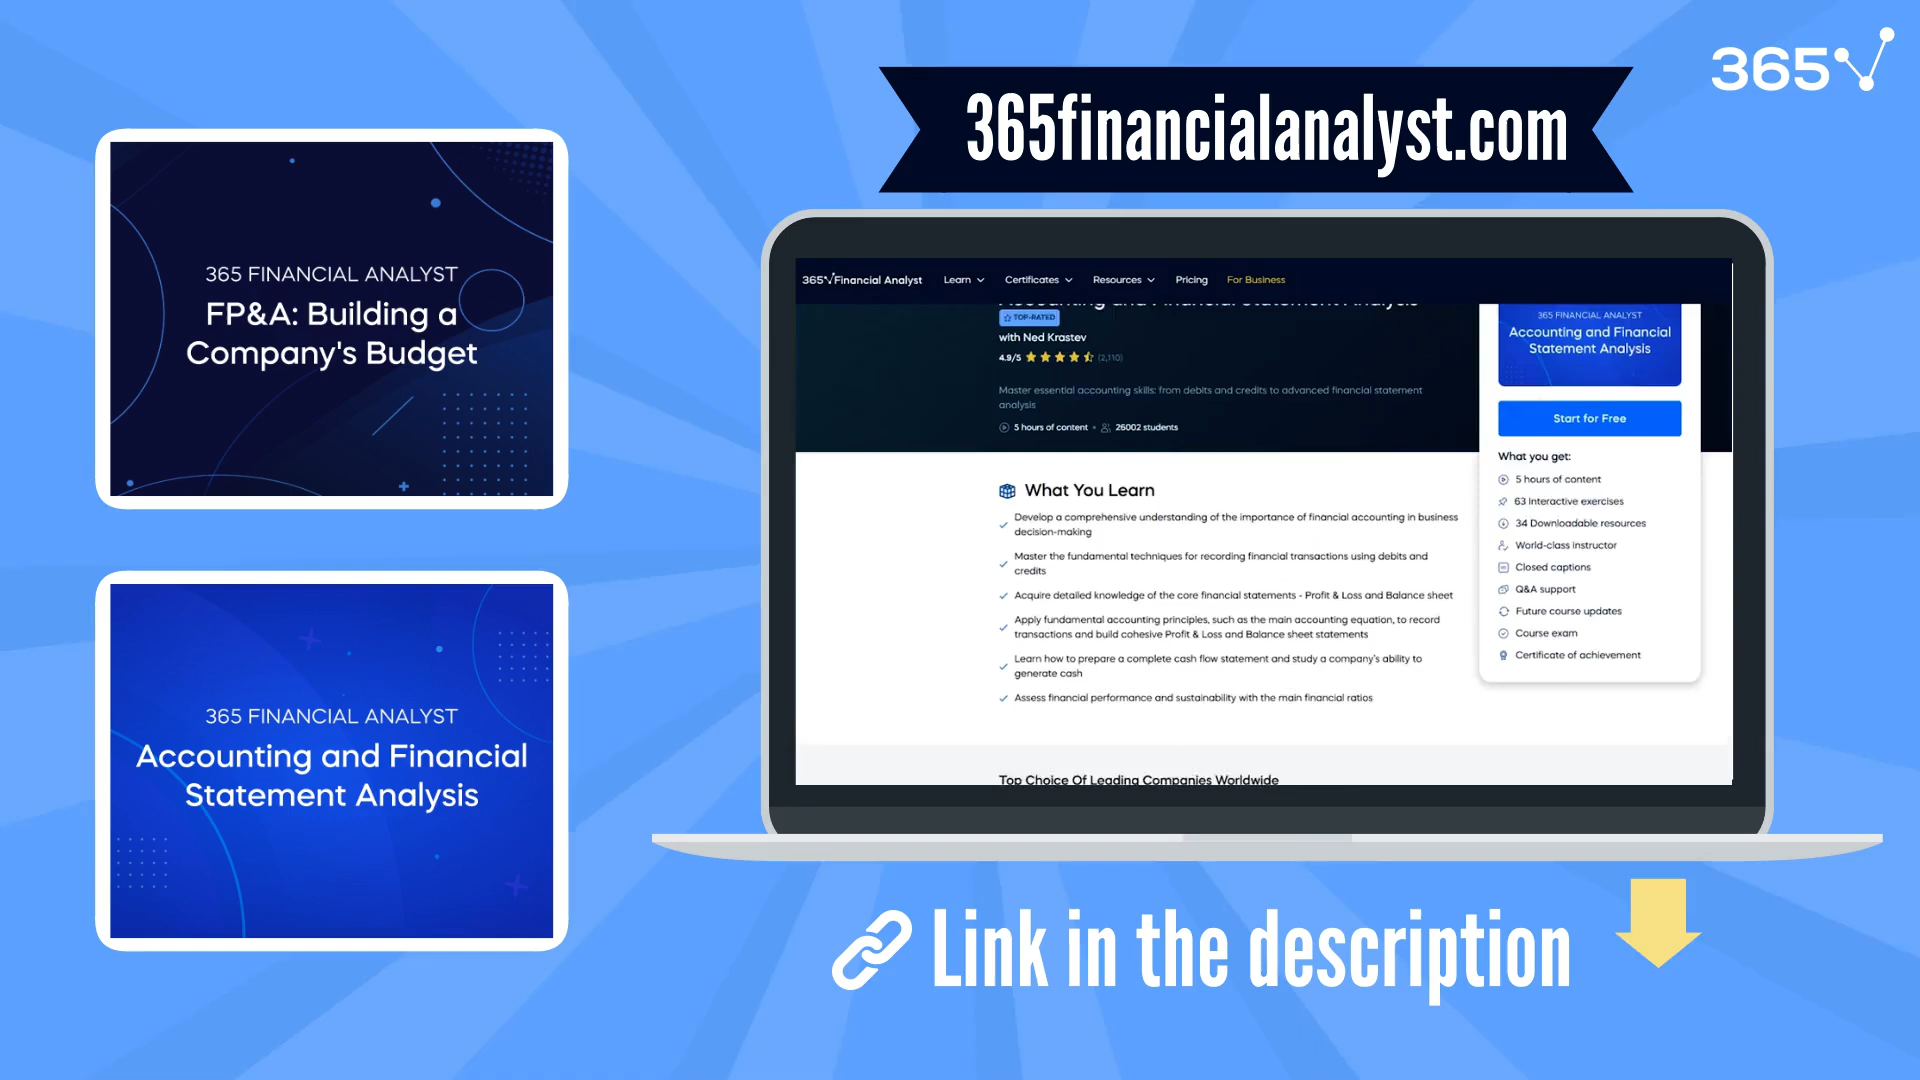 365
365financialanalyst.com
365 FINANCIAL ANALYST
FP&A: Building a
Company's Budget
365 FINANCIAL ANALYST
Accounting and Financial
Statement Analysis
365 Financial Analyst
Learn
Certificates
Resources
Pricing
For Business
Accounting and Financial Statement Analysis
TOP-RATED
with Ned Krastev
4.9/5
(2,110)
Master essential accounting skills: from debits and credits to advanced financial statement
analysis
5 hours of content • 26002 students
What You Learn
Develop a comprehensive understanding of the importance of financial accounting in business
decision-making
Master the fundamental techniques for recording financial transactions using debits and
credits
Acquire detailed knowledge of the core financial statements - Profit & Loss and Balance sheet
Apply fundamental accounting principles, such as the main accounting equation, to record
transactions and build cohesive Profit & Loss and Balance sheet statements
Learn how to prepare a complete cash flow statement and study a company's ability to
generate cash
Assess financial performance and sustainability with the main financial ratios
Top Choice Of Leading Companies Worldwide
365 FINANCIAL ANALYST
Accounting and Financial
Statement Analysis
Start for Free
What you get:
5 hours of content
63 Interactive exercises
34 Downloadable resources
World-class instructor
Closed captions
Q&A support
Future course updates
Course exam
Certificate of achievement
Link in the description